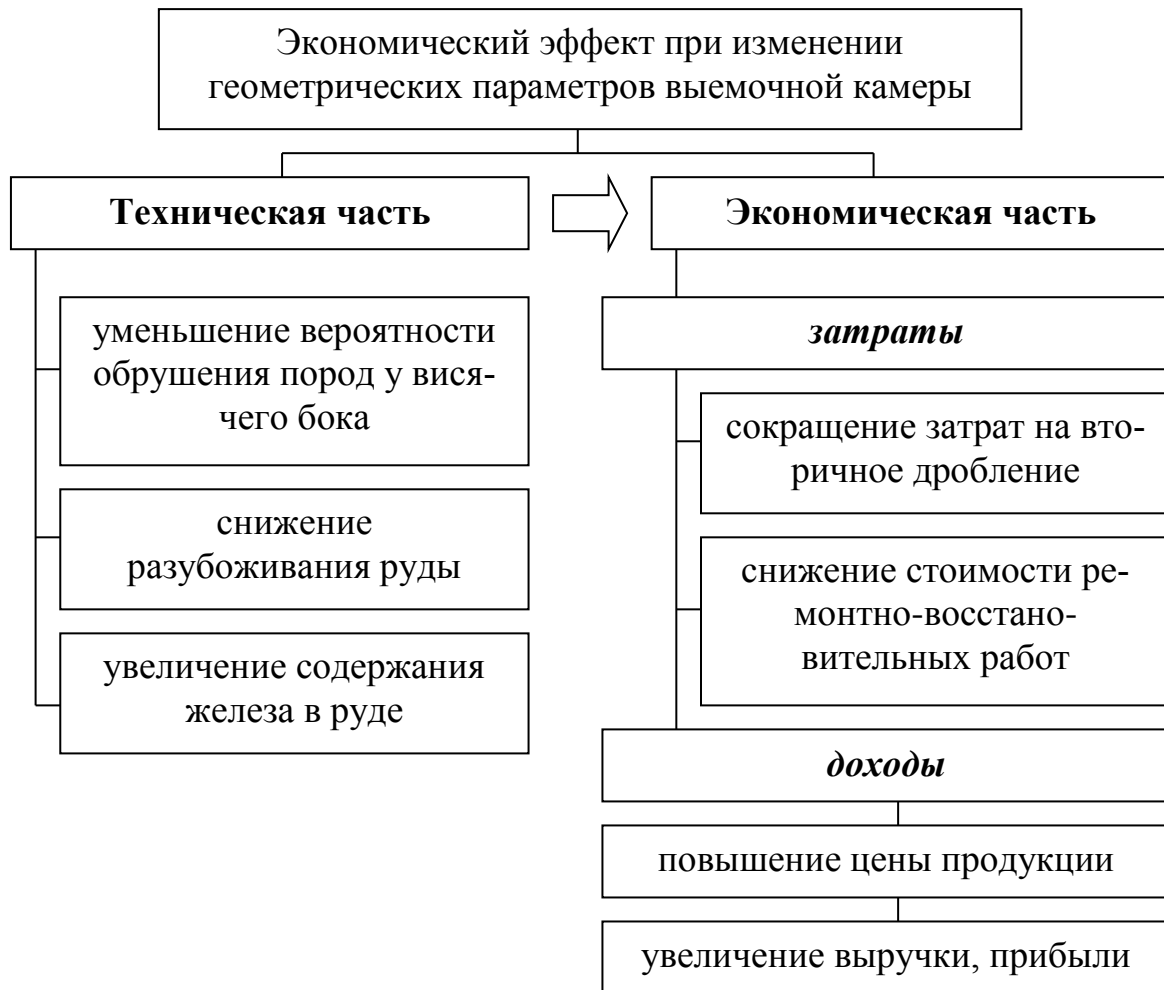 Экономический эффект при изменении
геометрических параметров выемочной камеры
Техническая часть
уменьшение вероятности
обрушения пород у вися-
чего бока
снижение
разубоживания руды
увеличение содержания
железа в руде
Экономическая часть
затраты
сокращение затрат на вто-
ричное дробление
снижение стоимости ре-
монтно-восстано-
вительных работ
доходы
повышение цены продукции
увеличение выручки, прибыли